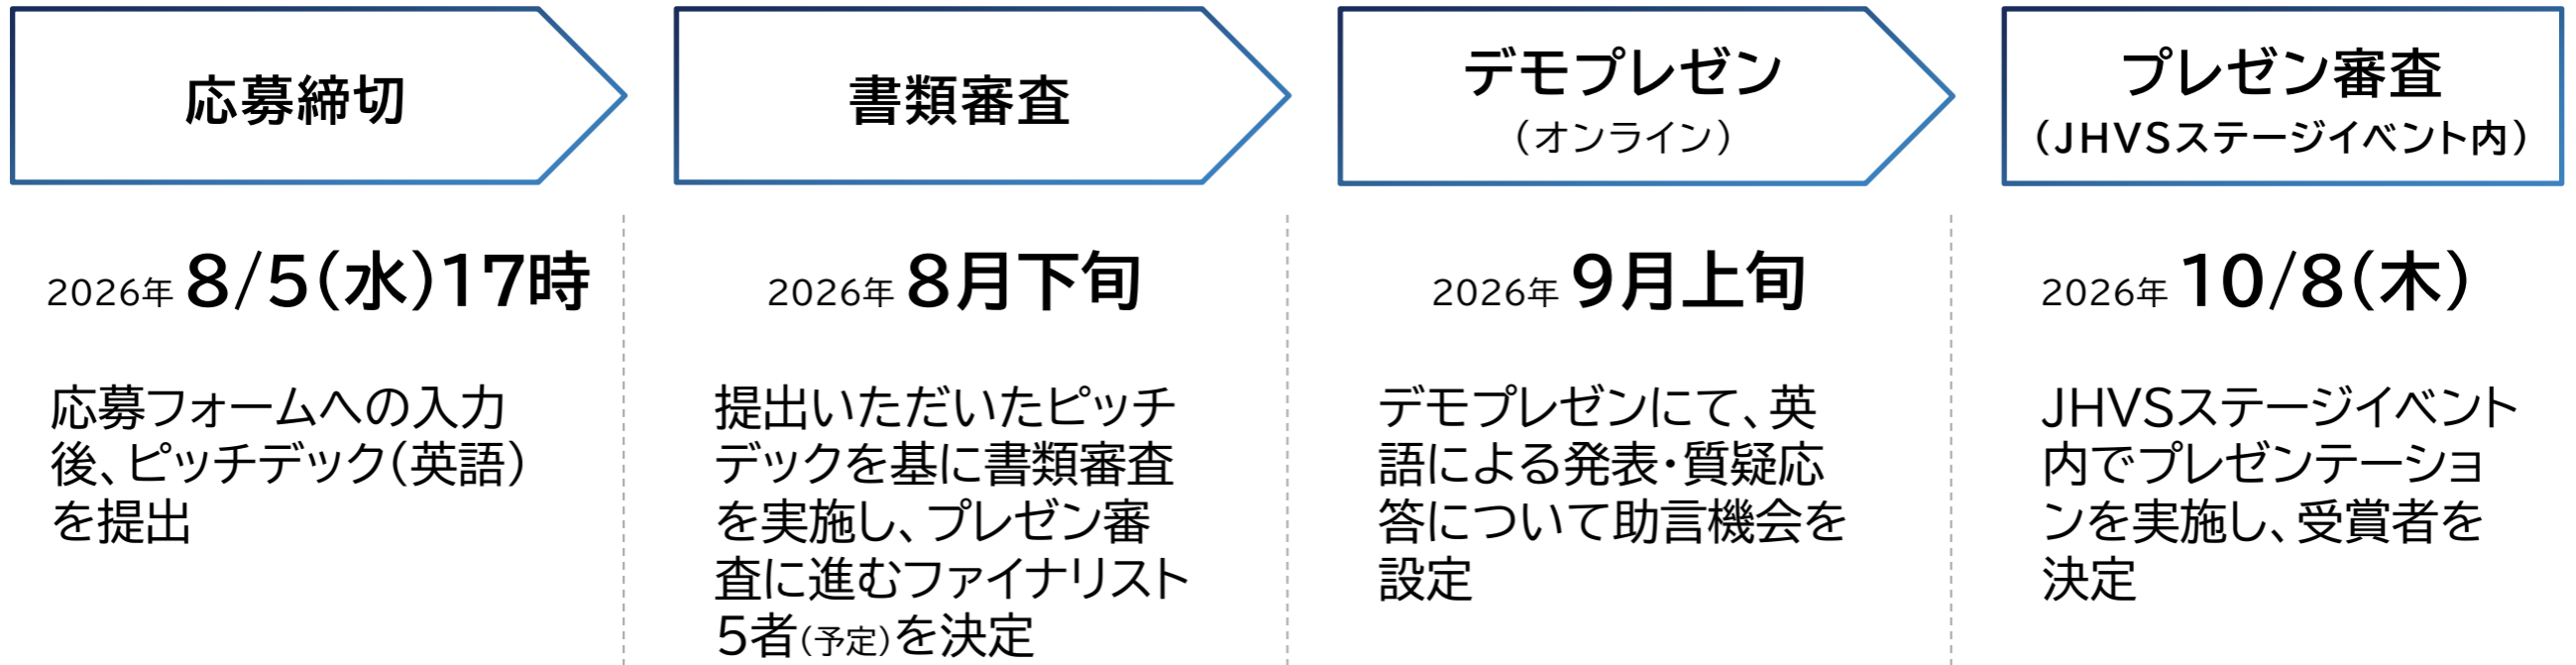 応募締切
書類審査
デモプレゼン
（オンライン）
プレゼン審査
（JHVSステージイベント内）
2026年 8/5（水）17時
応募フォームへの入力
後、ピッチデック（英語）
を提出
2026年 8月下旬
提出いただいたピッチ
デックを基に書類審査
を実施し、プレゼン審
査に進むファイナリスト
5者（予定）を決定
2026年 9月上旬
デモプレゼンにて、英
語による発表・質疑応
答について助言機会を
設定
2026年 10/8（木）
JHVSステージイベント
内でプレゼンテーショ
ンを実施し、受賞者を
決定